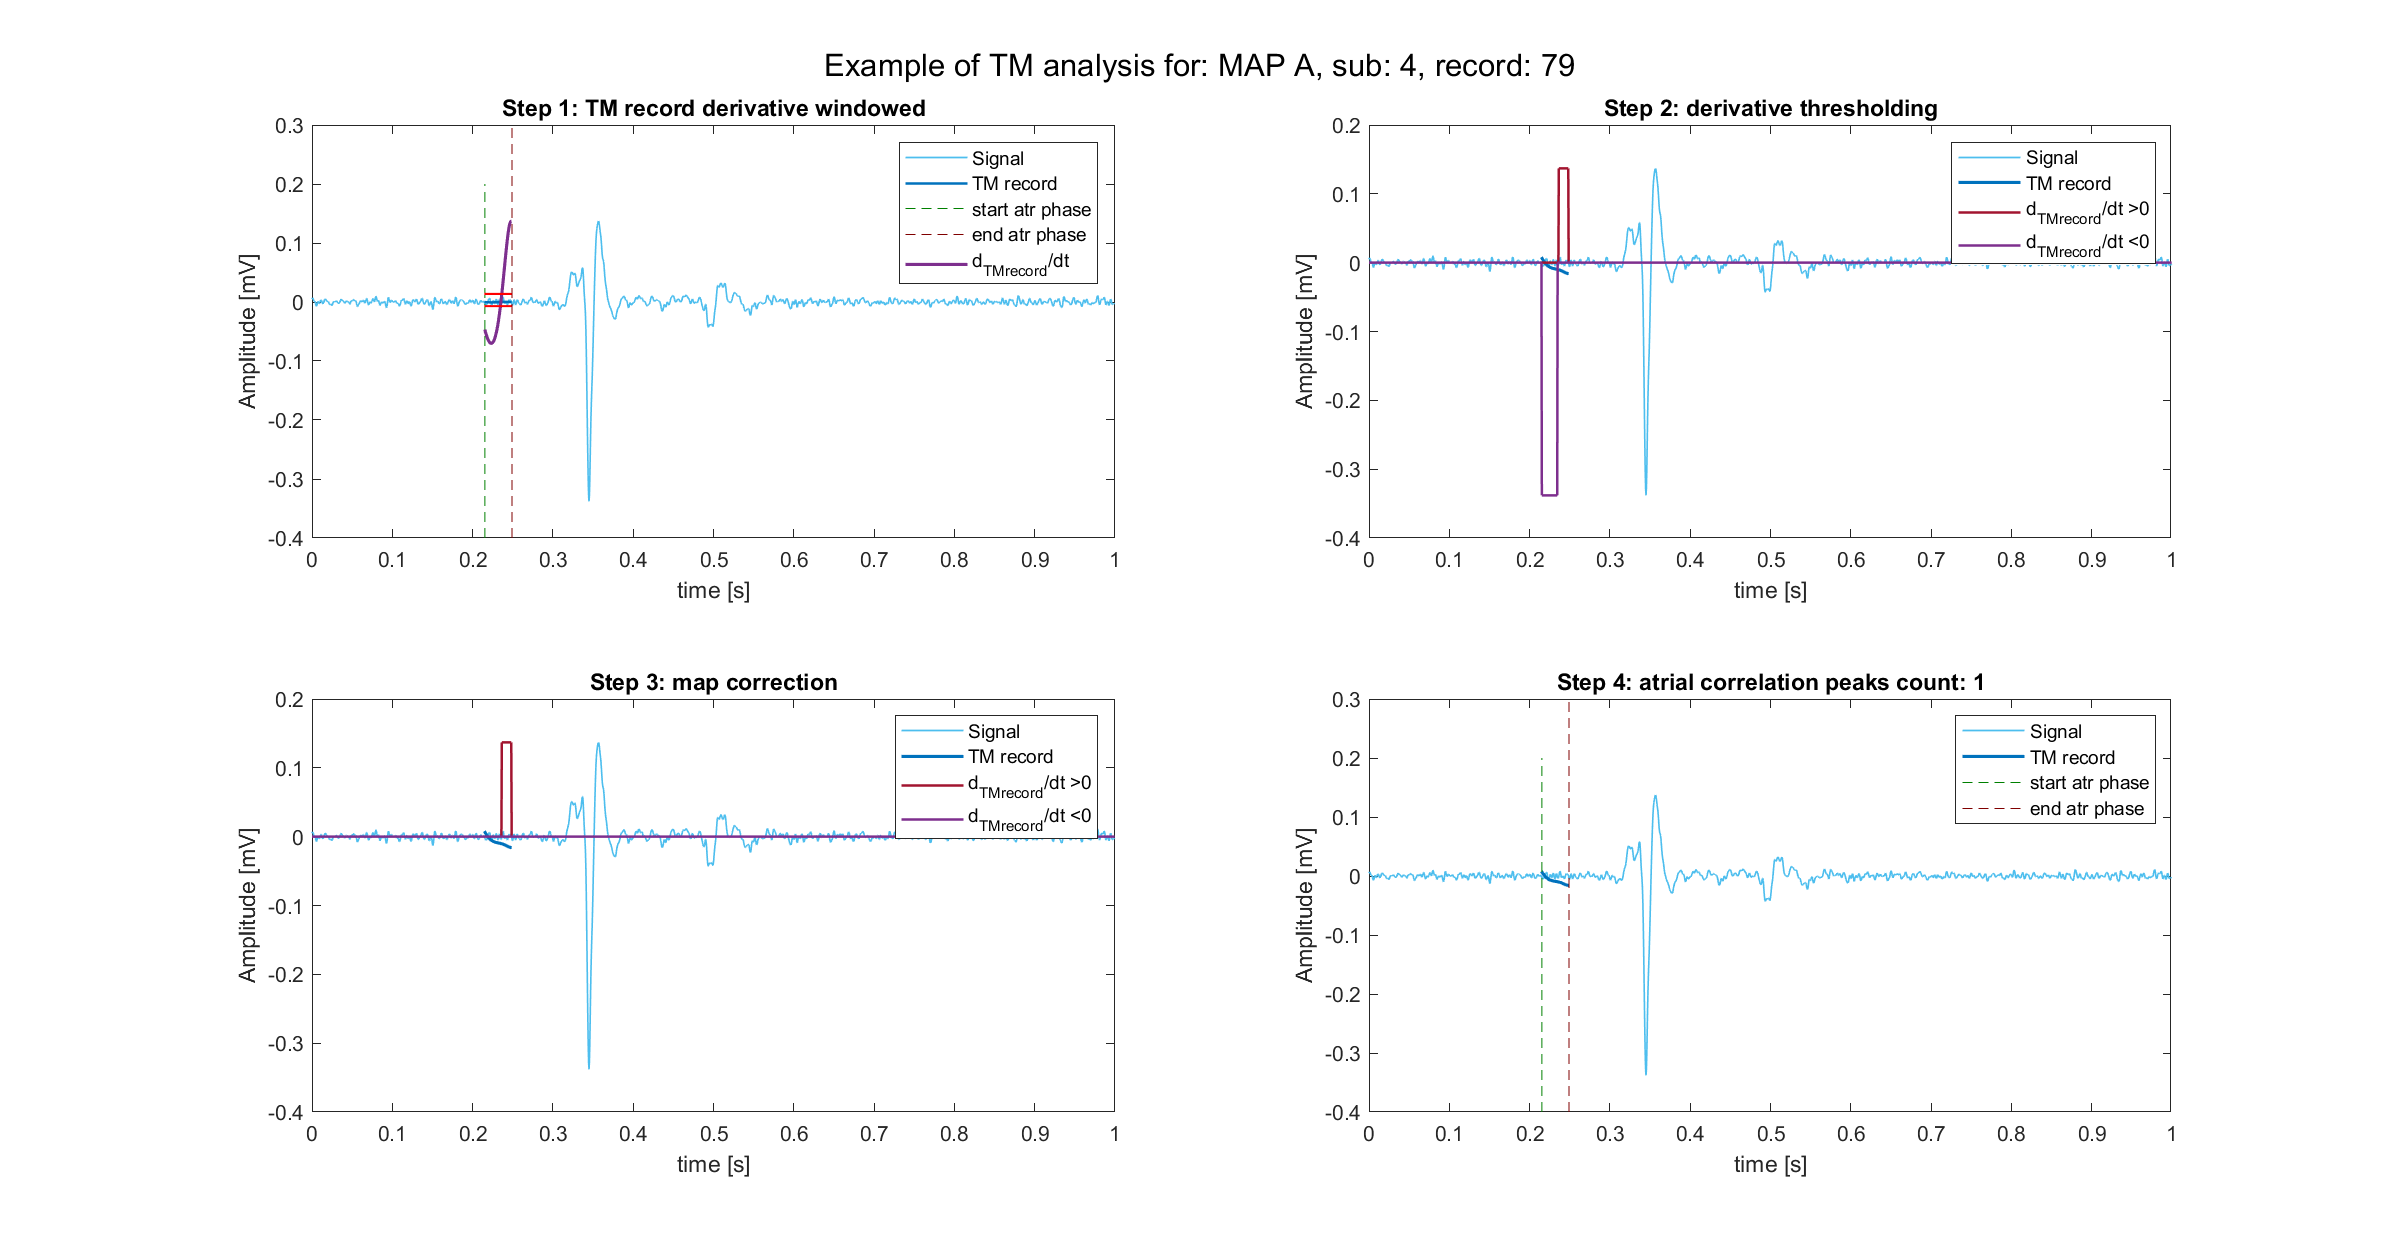 Example of TM analysis for: MAP A, sub: 4, record: 79
Step 1: TM record derivative windowed
0.3
0.2
0.1
0
-0.1
-0.2
-0.3
-0.4
Amplitude [mV]
0 0.1 0.2 0.3 0.4 0.5 0.6 0.7 0.8 0.9 1
time [s]
Signal
TM record
start atr phase
end atr phase
dTMrecord/dt
Step 2: derivative thresholding
0.2
0.1
0
-0.1
-0.2
-0.3
-0.4
Amplitude [mV]
0 0.1 0.2 0.3 0.4 0.5 0.6 0.7 0.8 0.9 1
time [s]
Signal
TM record
dTMrecord/dt >0
dTMrecord/dt <0
Step 3: map correction
0.2
0.1
0
-0.1
-0.2
-0.3
-0.4
Amplitude [mV]
0 0.1 0.2 0.3 0.4 0.5 0.6 0.7 0.8 0.9 1
time [s]
Signal
TM record
dTMrecord/dt >0
dTMrecord/dt <0
Step 4: atrial correlation peaks count: 1
0.3
0.2
0.1
0
-0.1
-0.2
-0.3
-0.4
Amplitude [mV]
0 0.1 0.2 0.3 0.4 0.5 0.6 0.7 0.8 0.9 1
time [s]
Signal
TM record
start atr phase
end atr phase